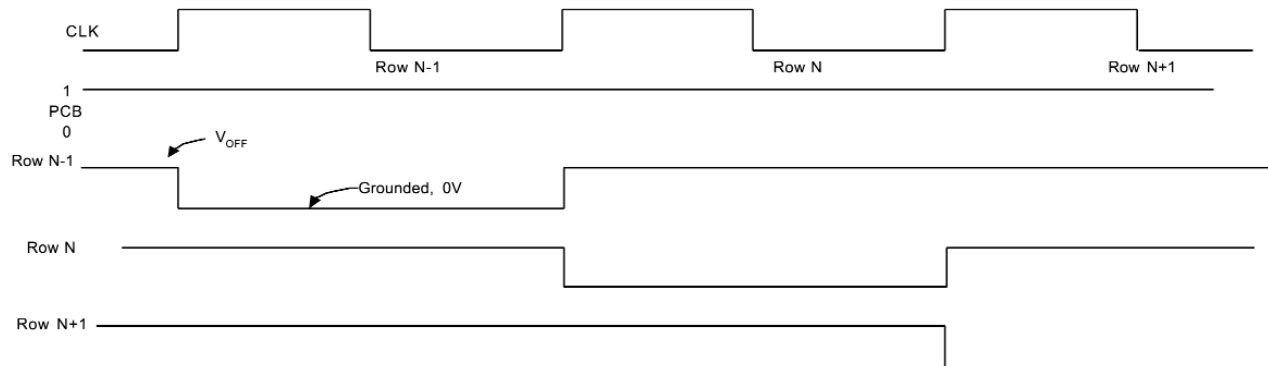 CLK
Row N-1 Row N Row N+1
1
PCB
0
V_OFF
Row N-1
Grounded, 0V
Row N
Row N+1